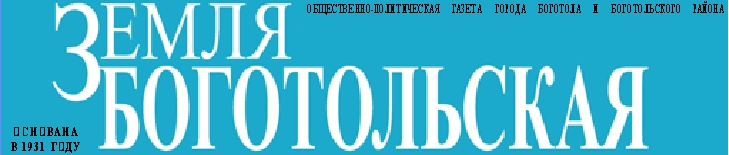 ОБЩЕСТВЕННО-ПОЛИТИЧЕСКАЯ ГАЗЕТА ГОРОДА БОГОТОЛА И БОГОТОЛЬСКОГО РАЙОНА
ЗЕМЛЯ
БОГОТОЛЬСКАЯ
ОСНОВАНА
В 1931 ГОДУ